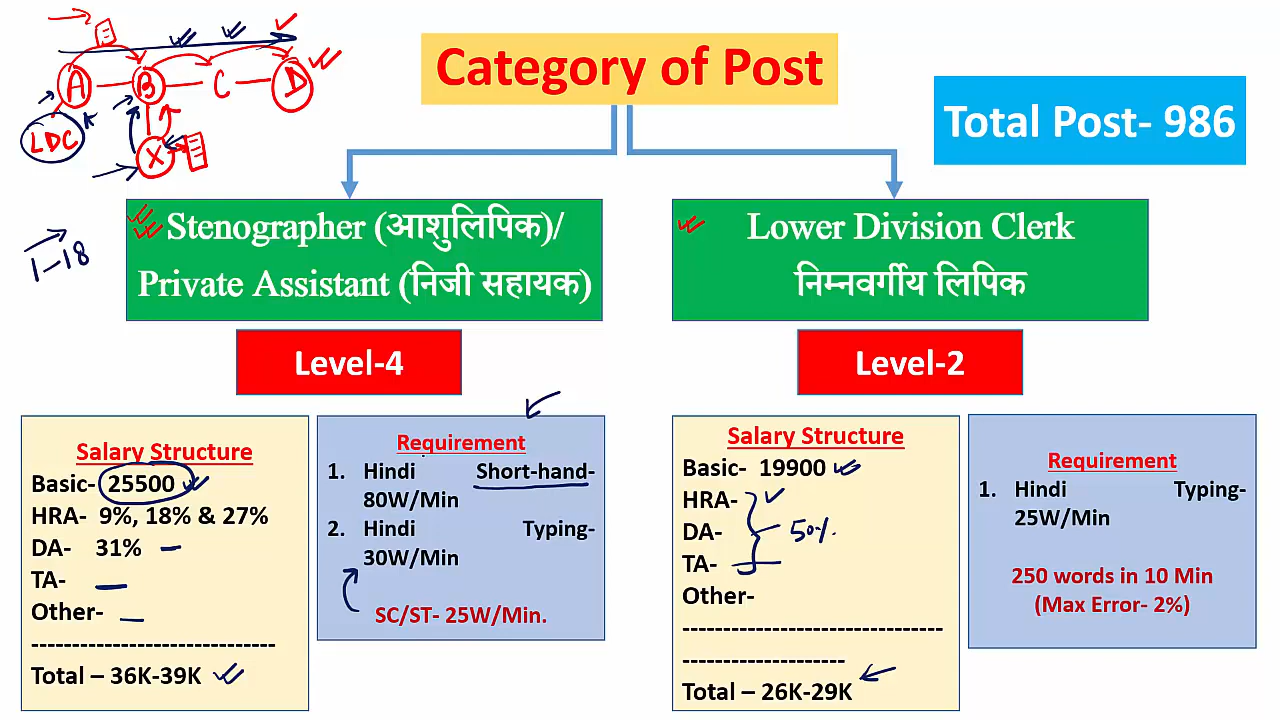 Category of Post
Total Post- 986
A
B
C
D
LDC
X
1-18
Stenographer (आशुलिपिक)/
Private Assistant (निजी सहायक)
Level-4
Salary Structure
Basic- 25500
HRA- 9%, 18% & 27%
DA- 31%
TA-
Other-
------------------------------
Total – 36K-39K
Requirement
1. Hindi Short-hand-
80W/Min
2. Hindi Typing-
30W/Min
SC/ST- 25W/Min.
Lower Division Clerk
निम्नवर्गीय लिपिक
Level-2
Salary Structure
Basic- 19900
HRA-
DA- 50%
TA-
Other-
--------------------------------
--------------------
Total – 26K-29K
Requirement
1. Hindi Typing-
25W/Min
250 words in 10 Min
(Max Error- 2%)